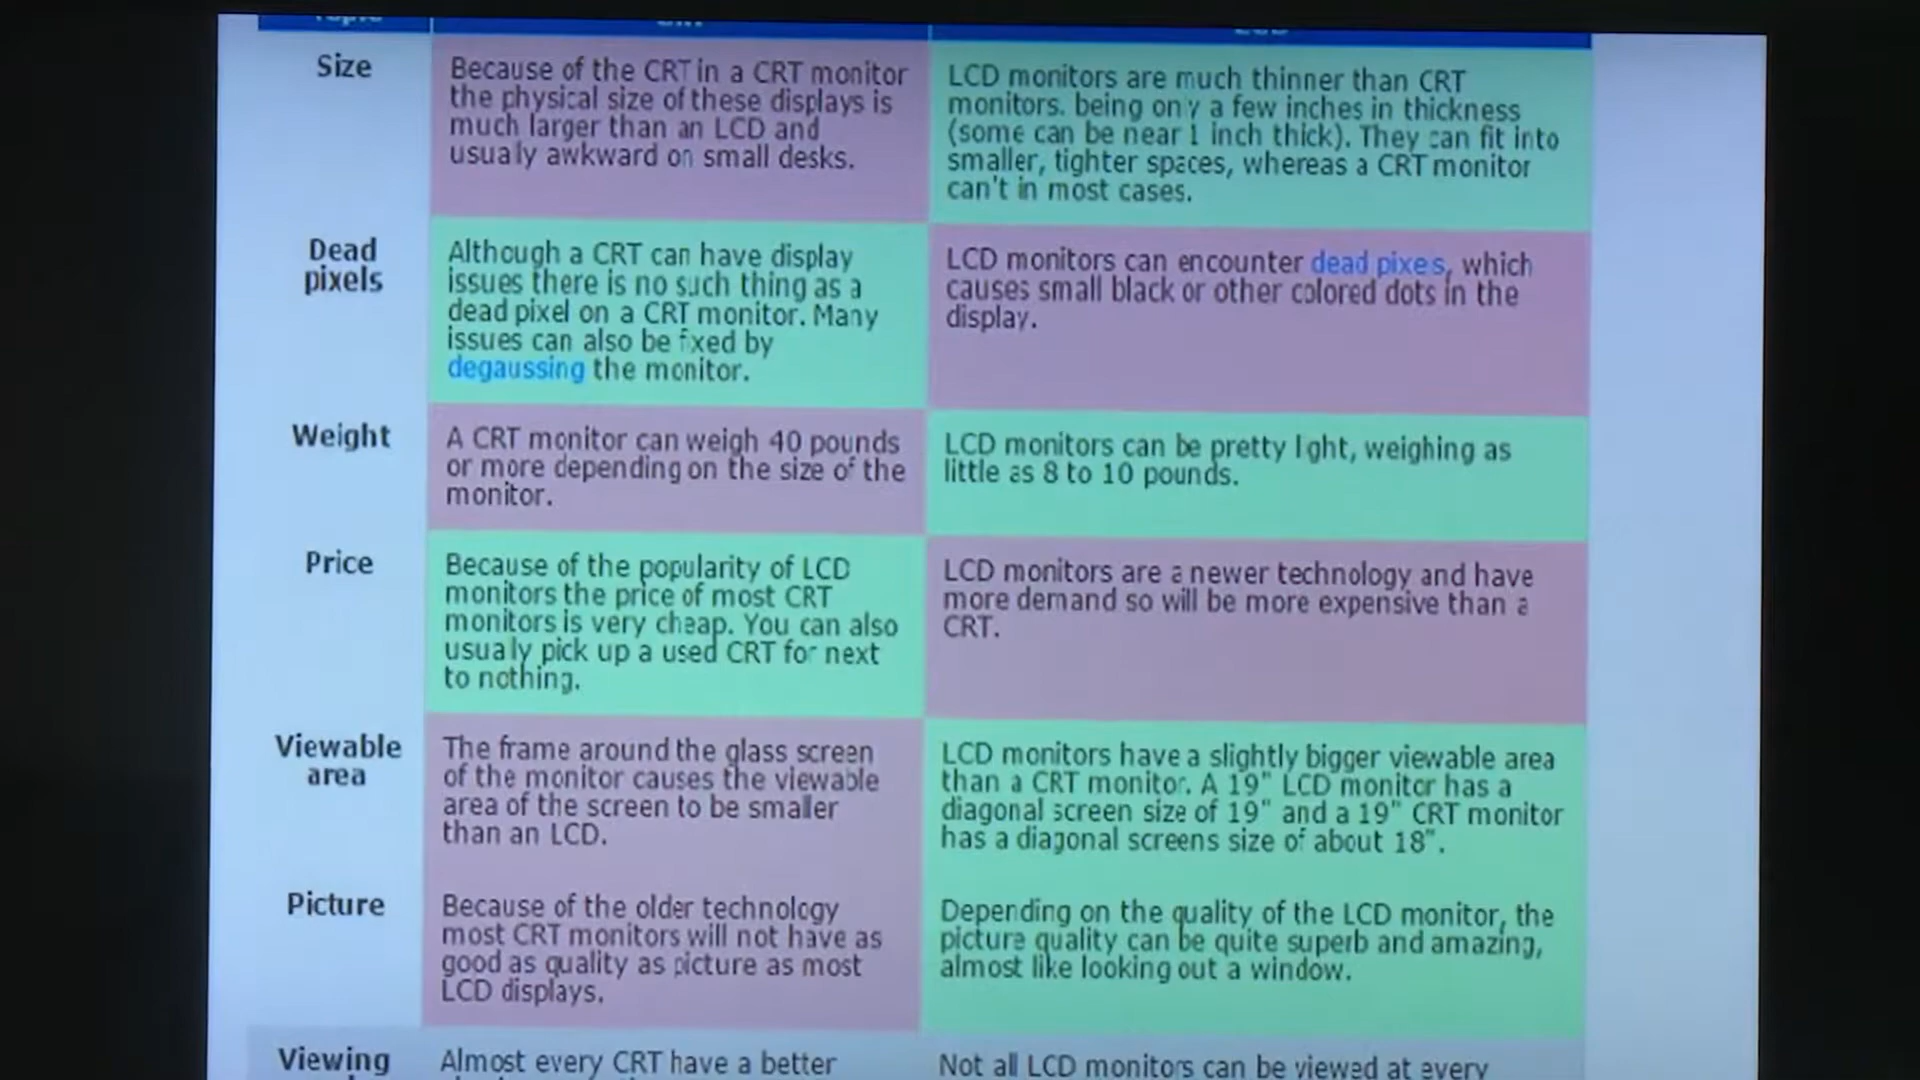 Topic CRT LCD
Size
Because of the CRT in a CRT monitor
the physical size of these displays is
much larger than an LCD and
usually awkward on small desks.
LCD monitors are much thinner than CRT
monitors. being only a few inches in thickness
(some can be near 1 inch thick). They can fit into
smaller, tighter spaces, whereas a CRT monitor
can't in most cases.
Dead
pixels
Although a CRT can have display
issues there is no such thing as a
dead pixel on a CRT monitor. Many
issues can also be fixed by
degaussing the monitor.
LCD monitors can encounter dead pixels, which
causes small black or other colored dots in the
display.
Weight
A CRT monitor can weigh 40 pounds
or more depending on the size of the
monitor.
LCD monitors can be pretty light, weighing as
little as 8 to 10 pounds.
Price
Because of the popularity of LCD
monitors the price of most CRT
monitors is very cheap. You can also
usually pick up a used CRT for next
to nothing.
LCD monitors are a newer technology and have
more demand so will be more expensive than a
CRT.
Viewable
area
The frame around the glass screen
of the monitor causes the viewable
area of the screen to be smaller
than an LCD.
LCD monitors have a slightly bigger viewable area
than a CRT monitor. A 19" LCD monitor has a
diagonal screen size of 19" and a 19" CRT monitor
has a diagonal screens size of about 18".
Picture
Because of the older technology
most CRT monitors will not have as
good as quality as picture as most
LCD displays.
Depending on the quality of the LCD monitor, the
picture quality can be quite superb and amazing,
almost like looking out a window.
Viewing
Almost every CRT have a better
Not all LCD monitors can be viewed at every